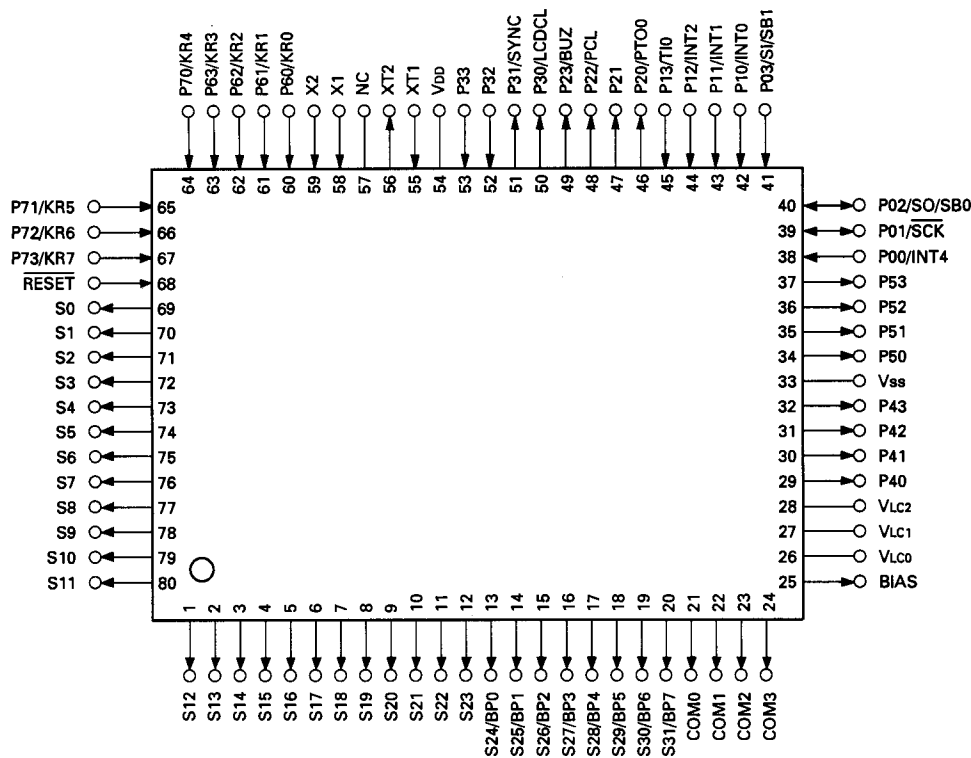 P70/KR4
P63/KR3
P62/KR2
P61/KR1
P60/KR0
X2
X1
NC
XT2
XT1
VDD
P33
P32
P31/SYNC
P30/LCDCL
P23/BUZ
P22/PCL
P21
P20/PTO0
P13/TI0
P12/INT2
P11/INT1
P10/INT0
P03/SI/SB1
64 63 62 61 60 59 58 57 56 55 54 53 52 51 50 49 48 47 46 45 44 43 42 41
P71/KR5 65
P72/KR6 66
P73/KR7 67
RESET 68
S0 69
S1 70
S2 71
S3 72
S4 73
S5 74
S6 75
S7 76
S8 77
S9 78
S10 79
S11 80
40 P02/SO/SB0
39 P01/SCK
38 P00/INT4
37 P53
36 P52
35 P51
34 P50
33 Vss
32 P43
31 P42
30 P41
29 P40
28 VLC2
27 VLC1
26 VLC0
25 BIAS
1 2 3 4 5 6 7 8 9 10 11 12 13 14 15 16 17 18 19 20 21 22 23 24
S12
S13
S14
S15
S16
S17
S18
S19
S20
S21
S22
S23
S24/BP0
S25/BP1
S26/BP2
S27/BP3
S28/BP4
S29/BP5
S30/BP6
S31/BP7
COM0
COM1
COM2
COM3